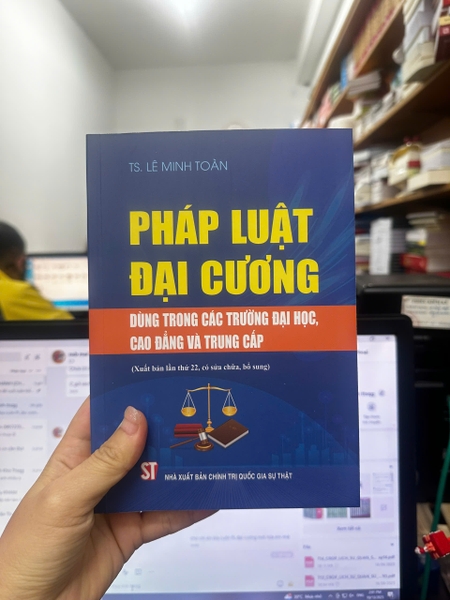 TS. LÊ MINH TOÀN
PHÁP LUẬT
ĐẠI CƯƠNG
DÙNG TRONG CÁC TRƯỜNG ĐẠI HỌC,
CAO ĐẲNG VÀ TRUNG CẤP
(Xuất bản lần thứ 22, có sửa chữa, bổ sung)
ST
NHÀ XUẤT BẢN CHÍNH TRỊ QUỐC GIA SỰ THẬT